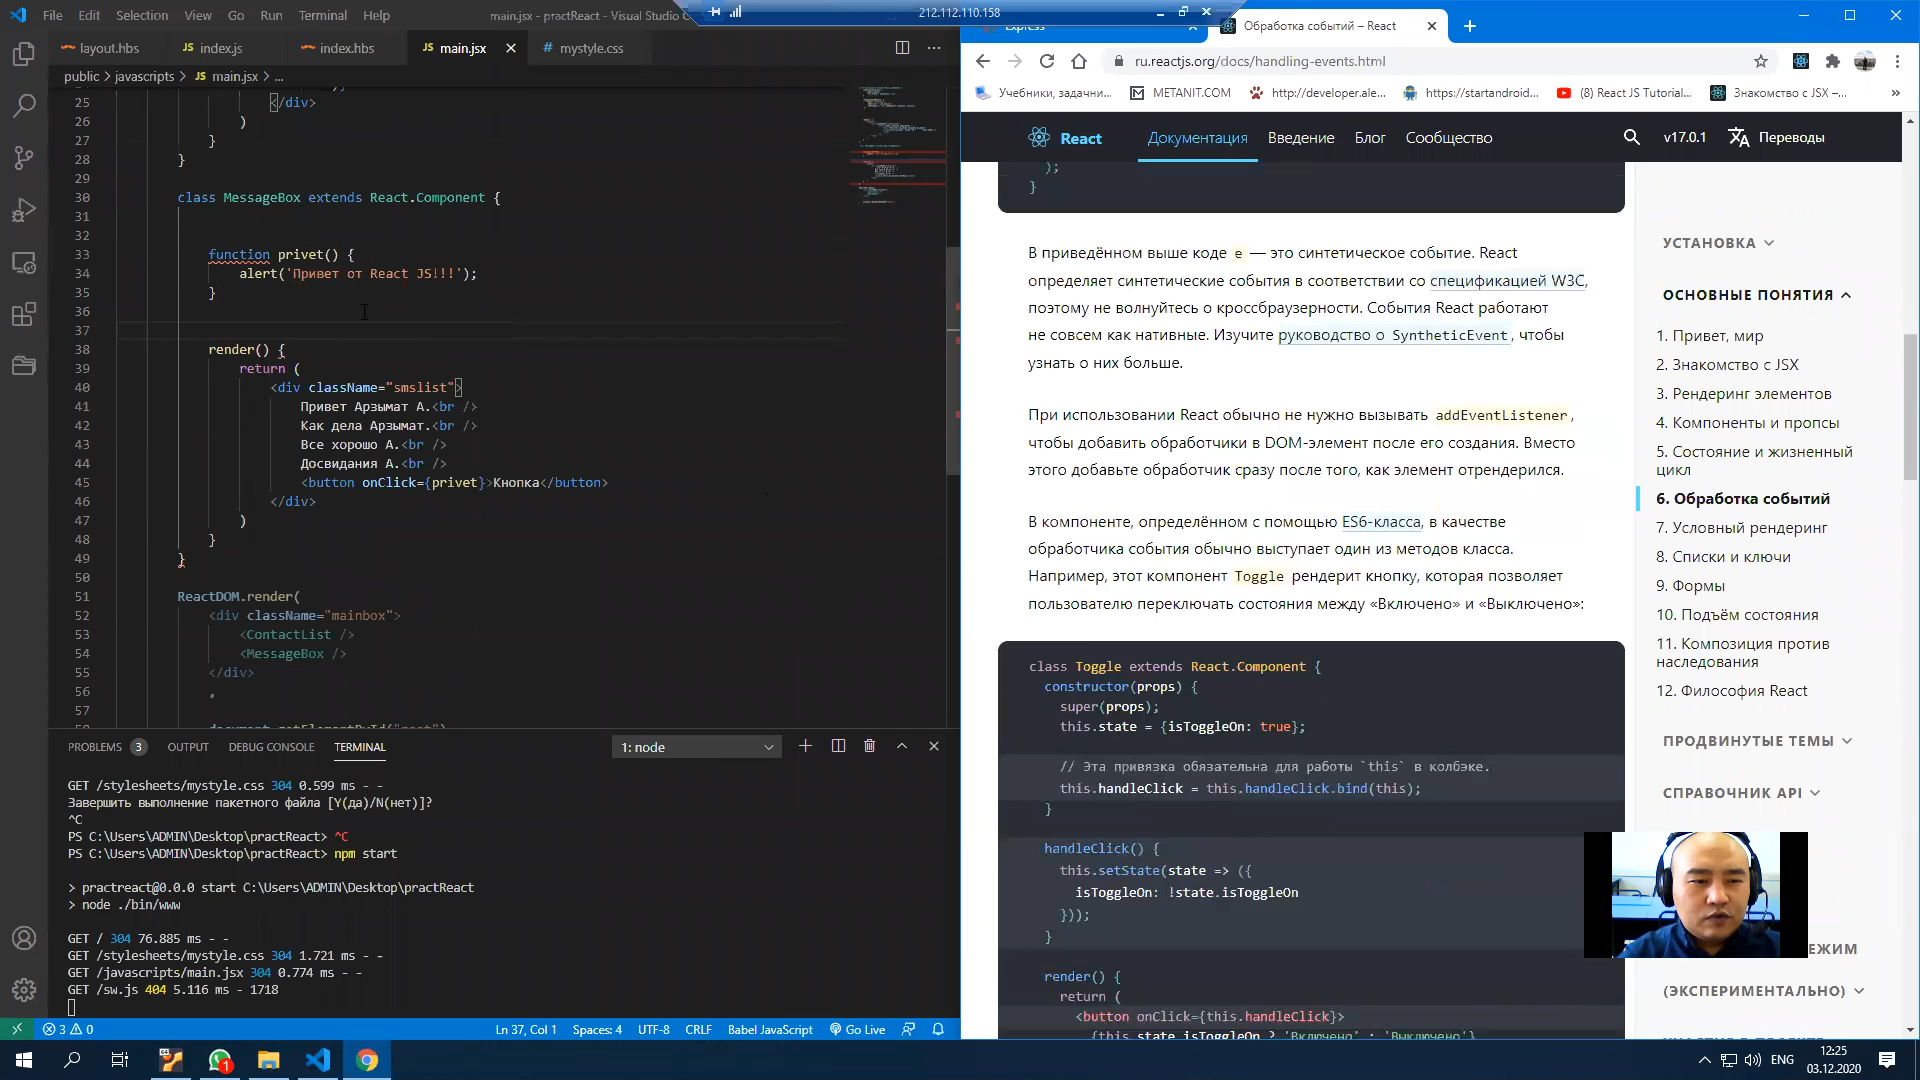 File Edit Selection View Go Run Terminal Help
main.jsx - practReact - Visual Studio C
212.112.110.158
layout.hbs
index.js
index.hbs
main.jsx
mystyle.css
public > javascripts > JS main.jsx > ...
25 </div>
26 )
27 }
28 }
29
30 class MessageBox extends React.Component {
31
32
33 function privet() {
34 alert('Привет от React JS!!!');
35 }
36
37
38 render() {
39 return (
40 <div className="smslist">
41 Привет Арзымат А.<br />
42 Как дела Арзымат.<br />
43 Все хорошо А.<br />
44 Досвидания А.<br />
45 <button onClick={privet}>Кнопка</button>
46 </div>
47 )
48 }
49 }
50
51 ReactDOM.render(
52 <div className="mainbox">
53 <ContactList />
54 <MessageBox />
55 </div>
56 ,
57
PROBLEMS 3 OUTPUT DEBUG CONSOLE TERMINAL
1: node
GET /stylesheets/mystyle.css 304 0.599 ms - -
Завершить выполнение пакетного файла [Y(да)/N(нет)]?
^C
PS C:\Users\ADMIN\Desktop\practReact> ^C
PS C:\Users\ADMIN\Desktop\practReact> npm start
> practreact@0.0.0 start C:\Users\ADMIN\Desktop\practReact
> node ./bin/www
GET / 304 76.885 ms - -
GET /stylesheets/mystyle.css 304 1.721 ms - -
GET /javascripts/main.jsx 304 0.774 ms - -
GET /sw.js 404 5.116 ms - 1718
3 0
Ln 37, Col 1 Spaces: 4 UTF-8 CRLF Babel JavaScript Go Live
Express
Обработка событий – React
ru.reactjs.org/docs/handling-events.html
Учебники, задачни...
METANIT.COM
http://developer.ale...
https://startandroid...
(8) React JS Tutorial...
Знакомство с JSX –...
»
React
Документация Введение Блог Сообщество
v17.0.1
Переводы
);
}
В приведённом выше коде e — это синтетическое событие. React
определяет синтетические события в соответствии со спецификацией W3C,
поэтому не волнуйтесь о кроссбраузерности. События React работают
не совсем как нативные. Изучите руководство о SyntheticEvent, чтобы
узнать о них больше.
При использовании React обычно не нужно вызывать addEventListener,
чтобы добавить обработчики в DOM-элемент после его создания. Вместо
этого добавьте обработчик сразу после того, как элемент отрендерился.
В компоненте, определённом с помощью ES6-класса, в качестве
обработчика события обычно выступает один из методов класса.
Например, этот компонент Toggle рендерит кнопку, которая позволяет
пользователю переключать состояния между «Включено» и «Выключено»:
class Toggle extends React.Component {
constructor(props) {
super(props);
this.state = {isToggleOn: true};
// Эта привязка обязательна для работы `this` в колбэке.
this.handleClick = this.handleClick.bind(this);
}
handleClick() {
this.setState(state => ({
isToggleOn: !state.isToggleOn
}));
}
render() {
return (
<button onClick={this.handleClick}>
{this.state.isToggleOn ? 'Включено' : 'Выключено'}
УСТАНОВКА
ОСНОВНЫЕ ПОНЯТИЯ
1. Привет, мир
2. Знакомство с JSX
3. Рендеринг элементов
4. Компоненты и пропсы
5. Состояние и жизненный
цикл
6. Обработка событий
7. Условный рендеринг
8. Списки и ключи
9. Формы
10. Подъём состояния
11. Композиция против
наследования
12. Философия React
ПРОДВИНУТЫЕ ТЕМЫ
СПРАВОЧНИК API
ЕЖИМ
(ЭКСПЕРИМЕНТАЛЬНО)
1
ENG
12:25
03.12.2020